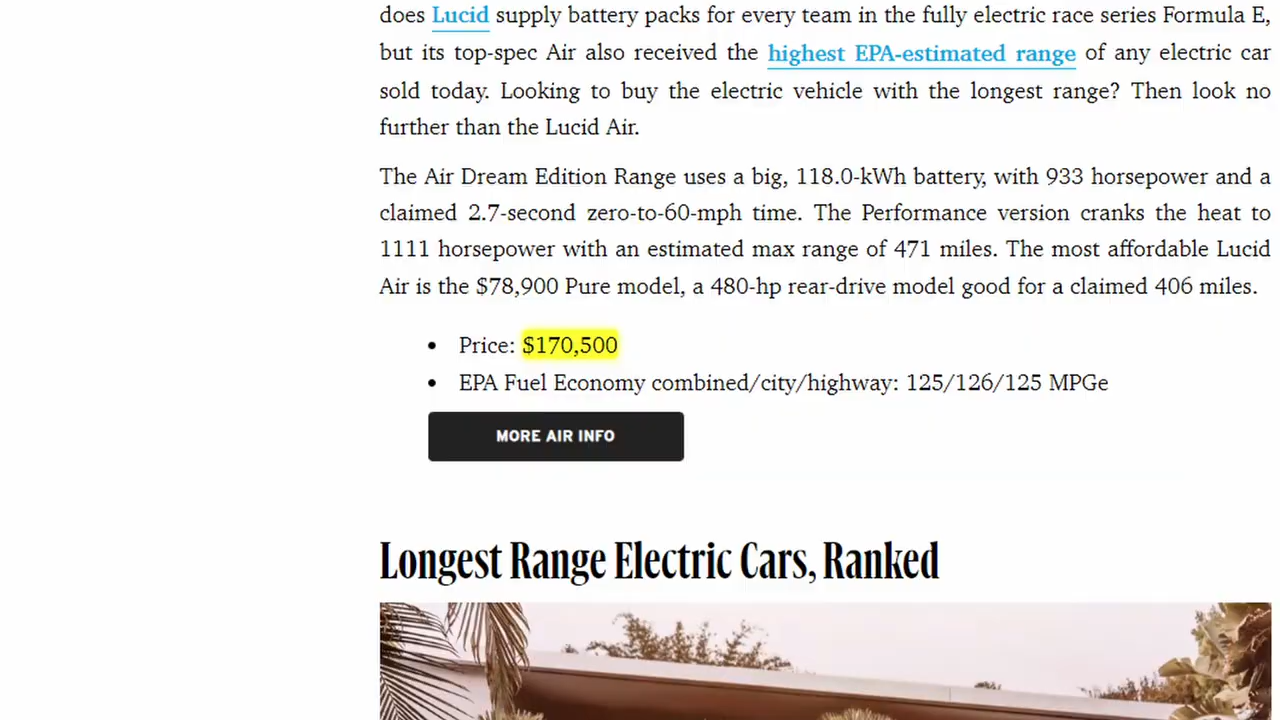 does Lucid supply battery packs for every team in the fully electric race series Formula E,
but its top-spec Air also received the highest EPA-estimated range of any electric car
sold today. Looking to buy the electric vehicle with the longest range? Then look no
further than the Lucid Air.
The Air Dream Edition Range uses a big, 118.0-kWh battery, with 933 horsepower and a
claimed 2.7-second zero-to-60-mph time. The Performance version cranks the heat to
1111 horsepower with an estimated max range of 471 miles. The most affordable Lucid
Air is the $78,900 Pure model, a 480-hp rear-drive model good for a claimed 406 miles.
• Price: $170,500
• EPA Fuel Economy combined/city/highway: 125/126/125 MPGe
MORE AIR INFO
Longest Range Electric Cars, Ranked